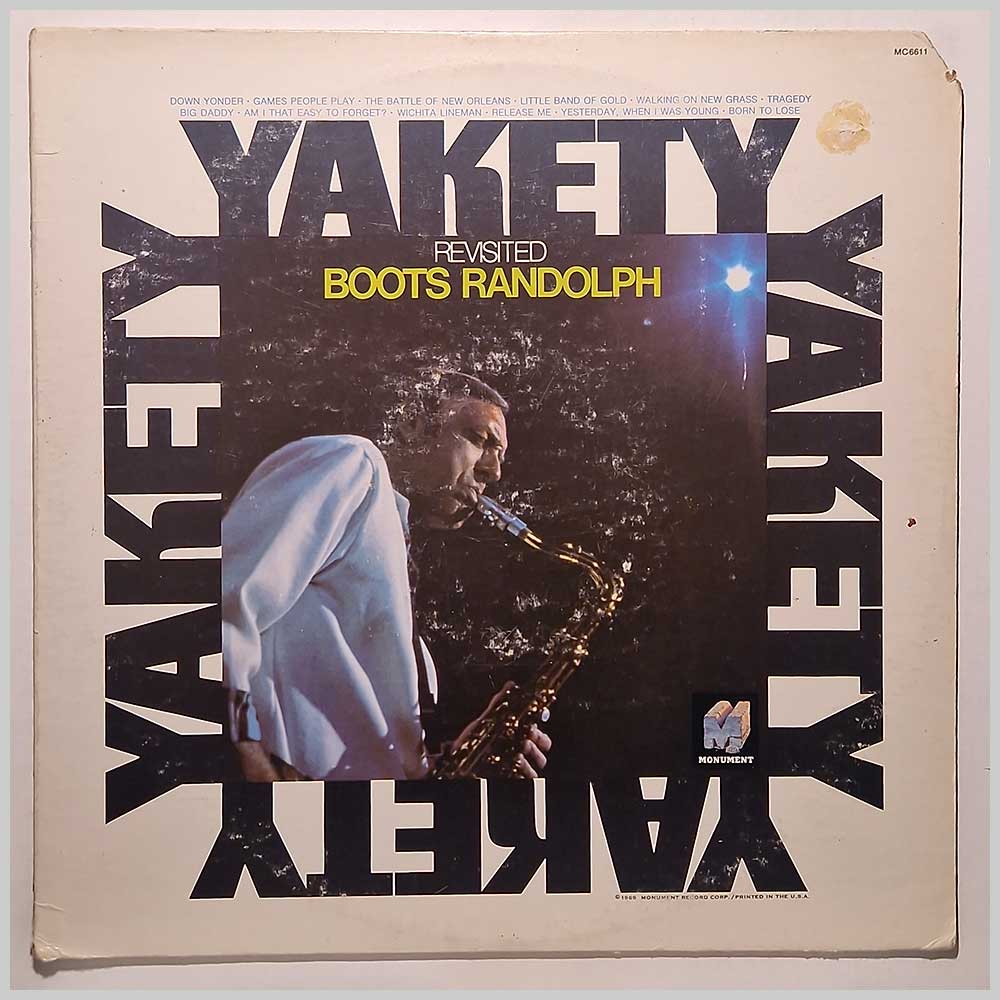 MC6611
DOWN YONDER · GAMES PEOPLE PLAY · THE BATTLE OF NEW ORLEANS · LITTLE BAND OF GOLD · WALKING ON NEW GRASS · TRAGEDY
BIG DADDY · AM I THAT EASY TO FORGET? · WICHITA LINEMAN · RELEASE ME · YESTERDAY, WHEN I WAS YOUNG · BORN TO LOSE
YAKETY
REVISITED
BOOTS RANDOLPH
YAKETY
YAKETY
M
MONUMENT
YAKETY
© 1969 MONUMENT RECORD CORP./PRINTED IN THE U.S.A.